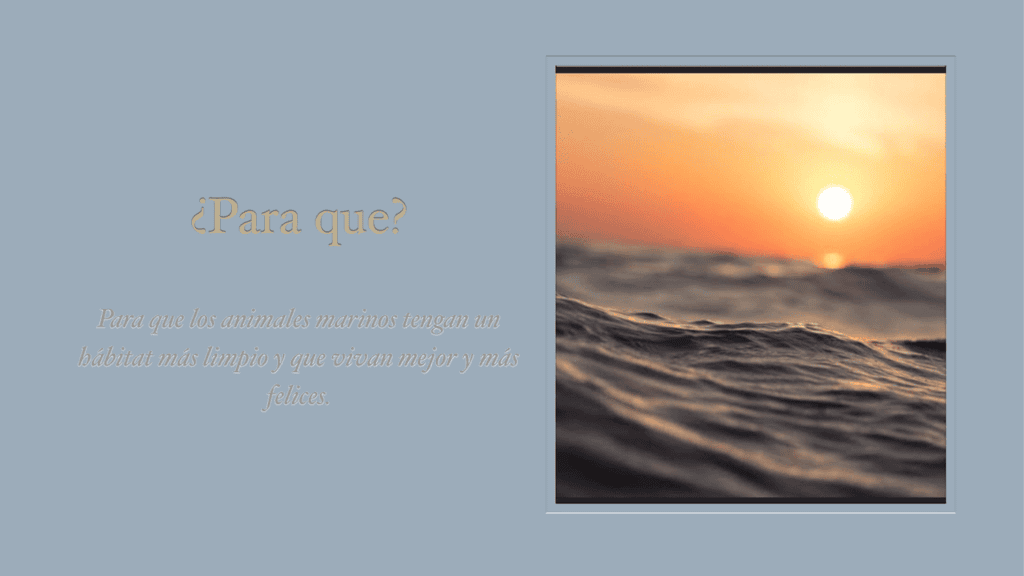 ¿Para que?
Para que los animales marinos tengan un
hábitat más limpio y que vivan mejor y más
felices.